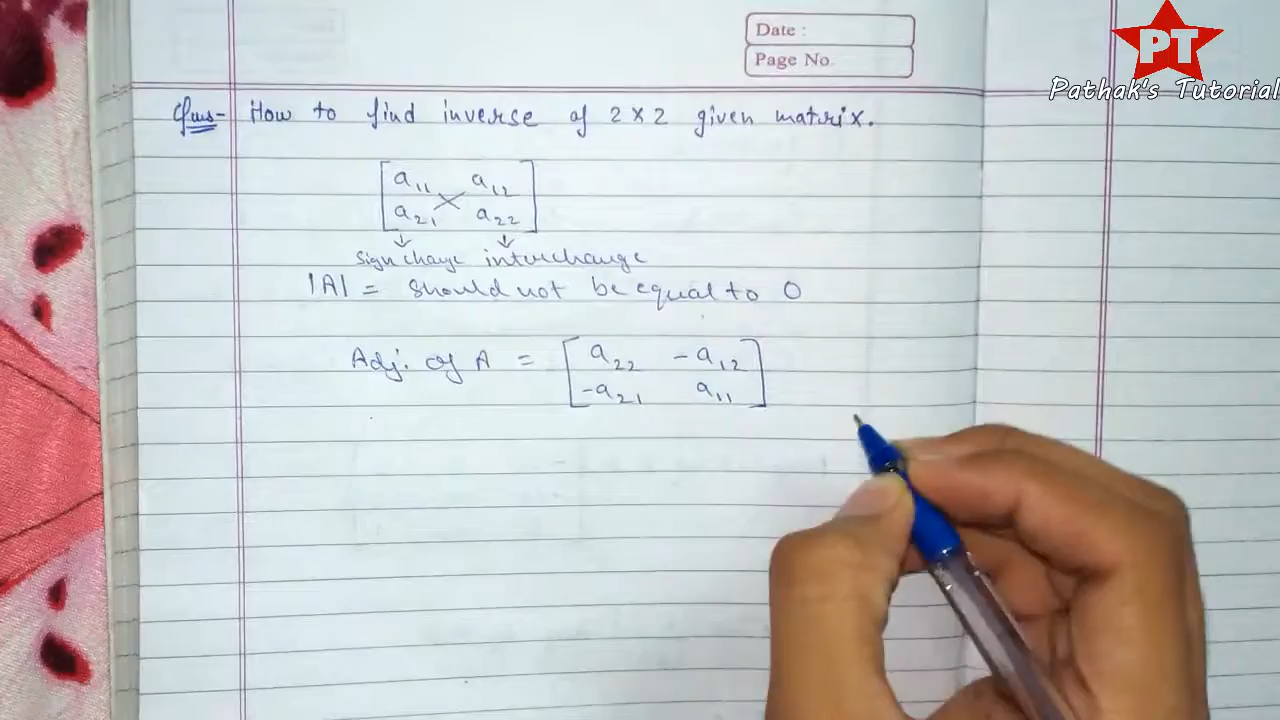 Date :
Page No.
PT
Pathak's Tutorial
Ques- How to find inverse of 2×2 given matrix.
[a₁₁ a₁₂
a₂₁ a₂₂]
↓ ↓
Sign change interchange
|A| = should not be equal to 0
Adj. of A = [a₂₂ -a₁₂
-a₂₁ a₁₁]